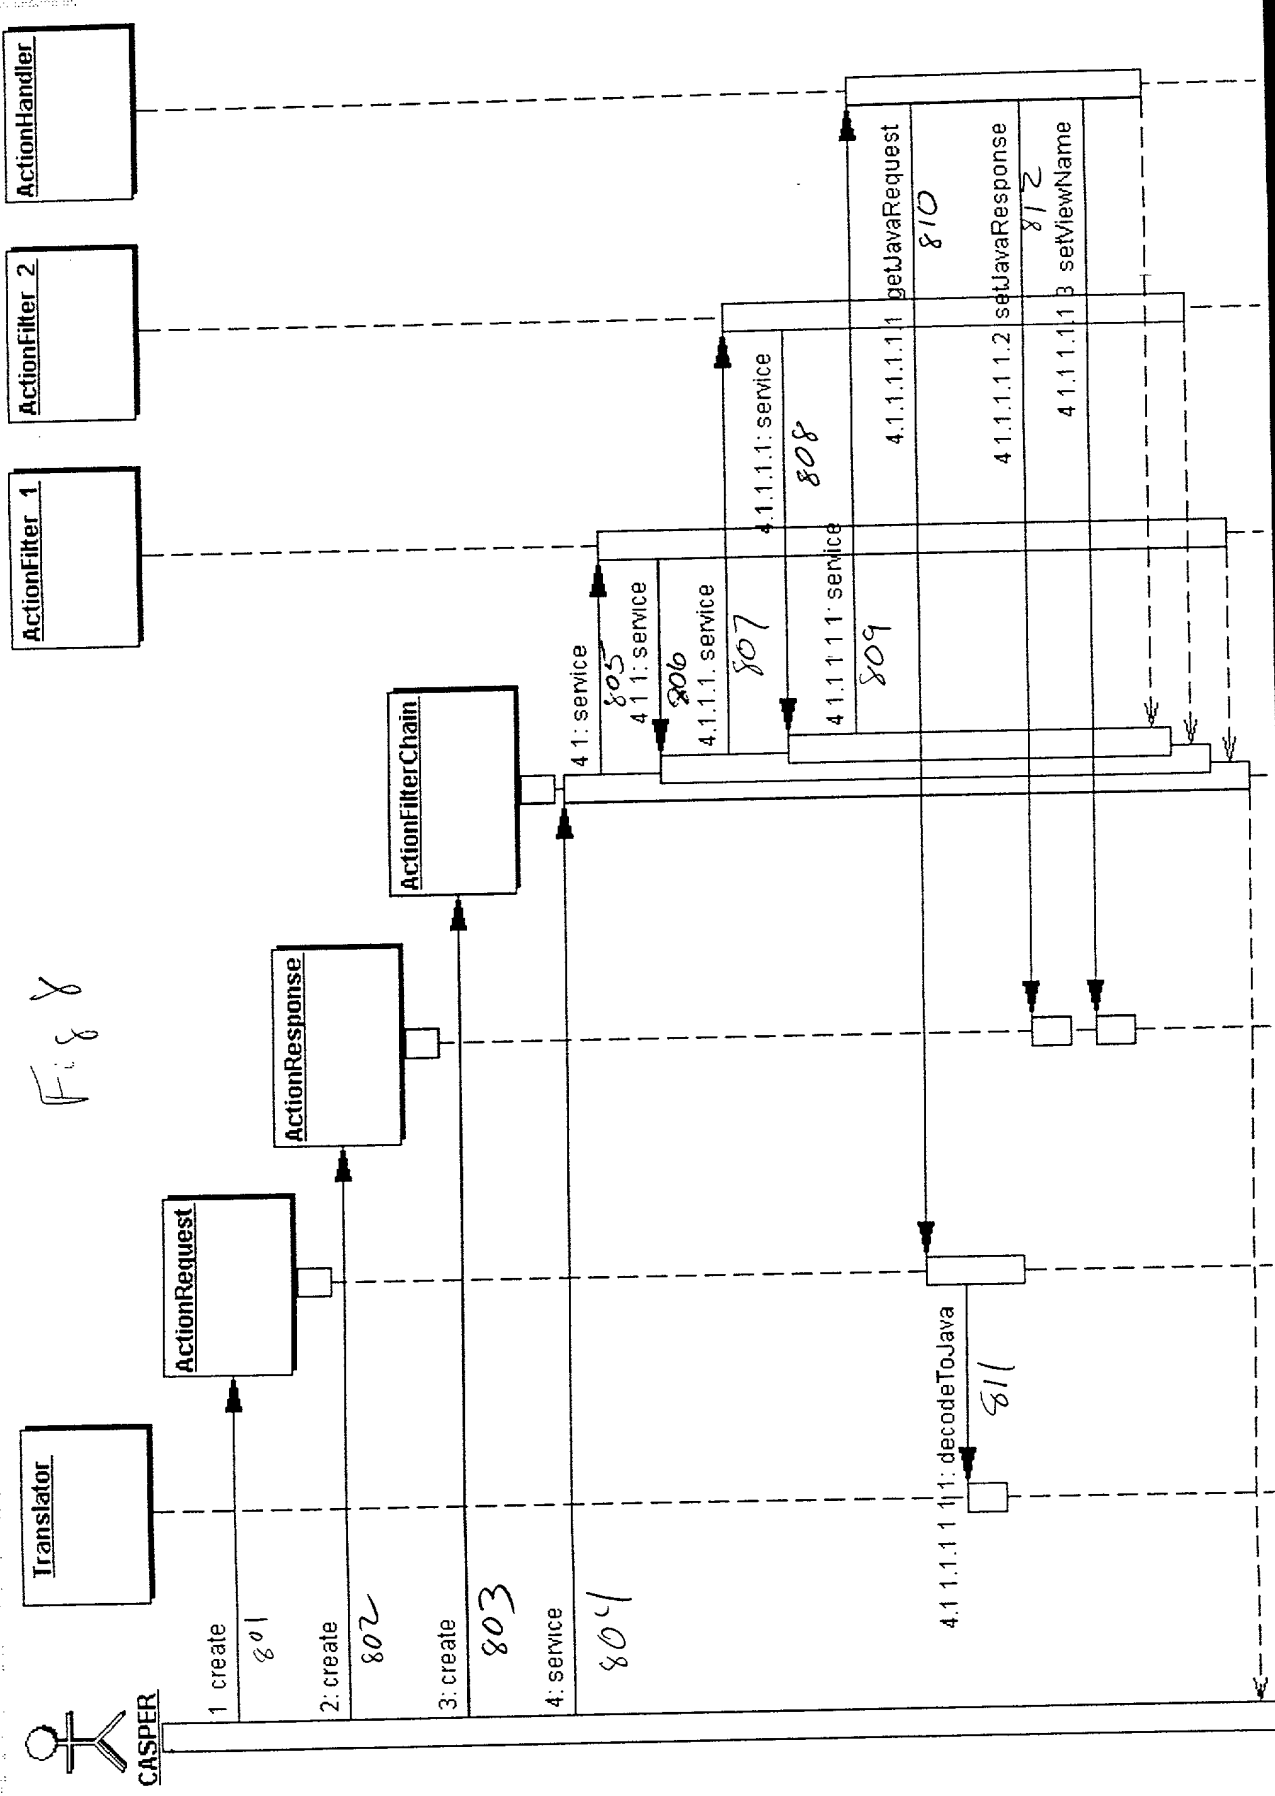 Fig 8
CASPER
Translator
ActionRequest
ActionResponse
ActionFilterChain
ActionFilter 1
ActionFilter 2
ActionHandler
1 create
801
2: create
802
3: create
803
4: service
804
4 1: service
805
4 1 1: service
806
4.1.1.1. service
807
4.1.1.1.1: service
808
4 1.1 1 1 1: service
809
4.1.1.1.1.1 1 getJavaRequest
810
4.1 1.1.1 1 1 1: decodeToJava
811
4 1.1.1.1 1.2 setJavaResponse
812
4 1.1 1.1.1 3 setViewName